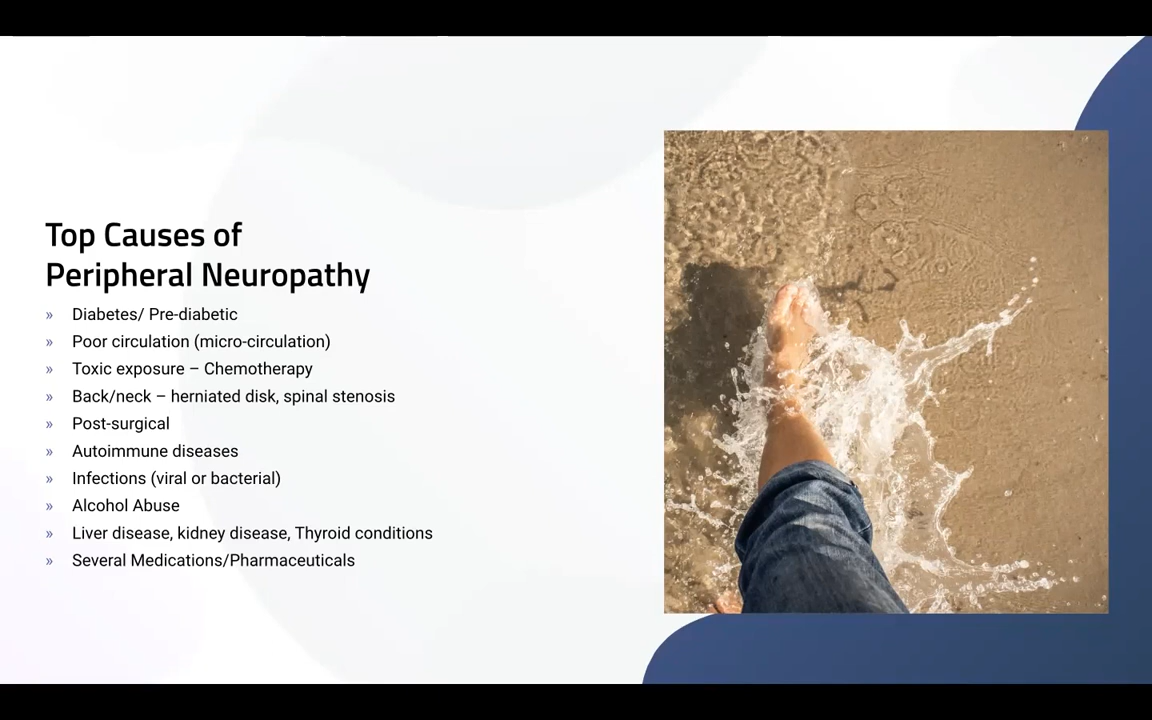 Top Causes of
Peripheral Neuropathy
» Diabetes/ Pre-diabetic
» Poor circulation (micro-circulation)
» Toxic exposure – Chemotherapy
» Back/neck – herniated disk, spinal stenosis
» Post-surgical
» Autoimmune diseases
» Infections (viral or bacterial)
» Alcohol Abuse
» Liver disease, kidney disease, Thyroid conditions
» Several Medications/Pharmaceuticals